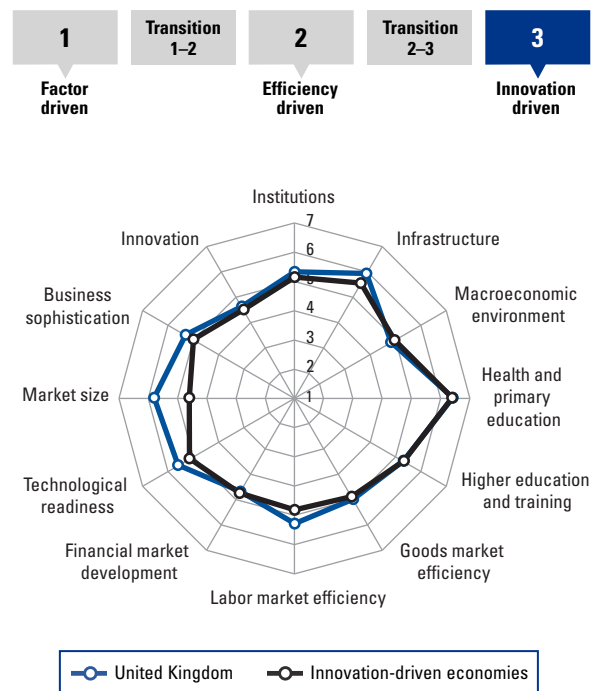 1
Transition
1–2
2
Transition
2–3
3
Factor
driven
Efficiency
driven
Innovation
driven
Institutions
Infrastructure
Macroeconomic
environment
Health and
primary
education
Higher education
and training
Goods market
efficiency
Labor market efficiency
Financial market
development
Technological
readiness
Market size
Business
sophistication
Innovation
7
6
5
4
3
2
1
United Kingdom
Innovation-driven economies